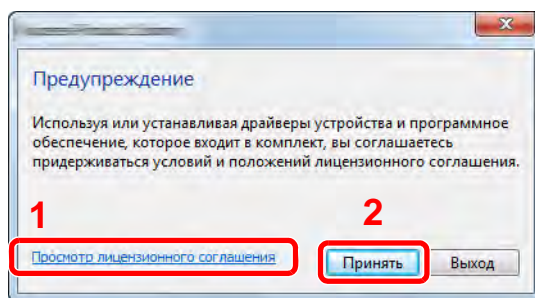 Предупреждение
Используя или устанавливая драйверы устройства и программное
обеспечение, которое входит в комплект, вы соглашаетесь
придерживаться условий и положений лицензионного соглашения.
1
2
Просмотр лицензионного соглашения
Принять
Выход